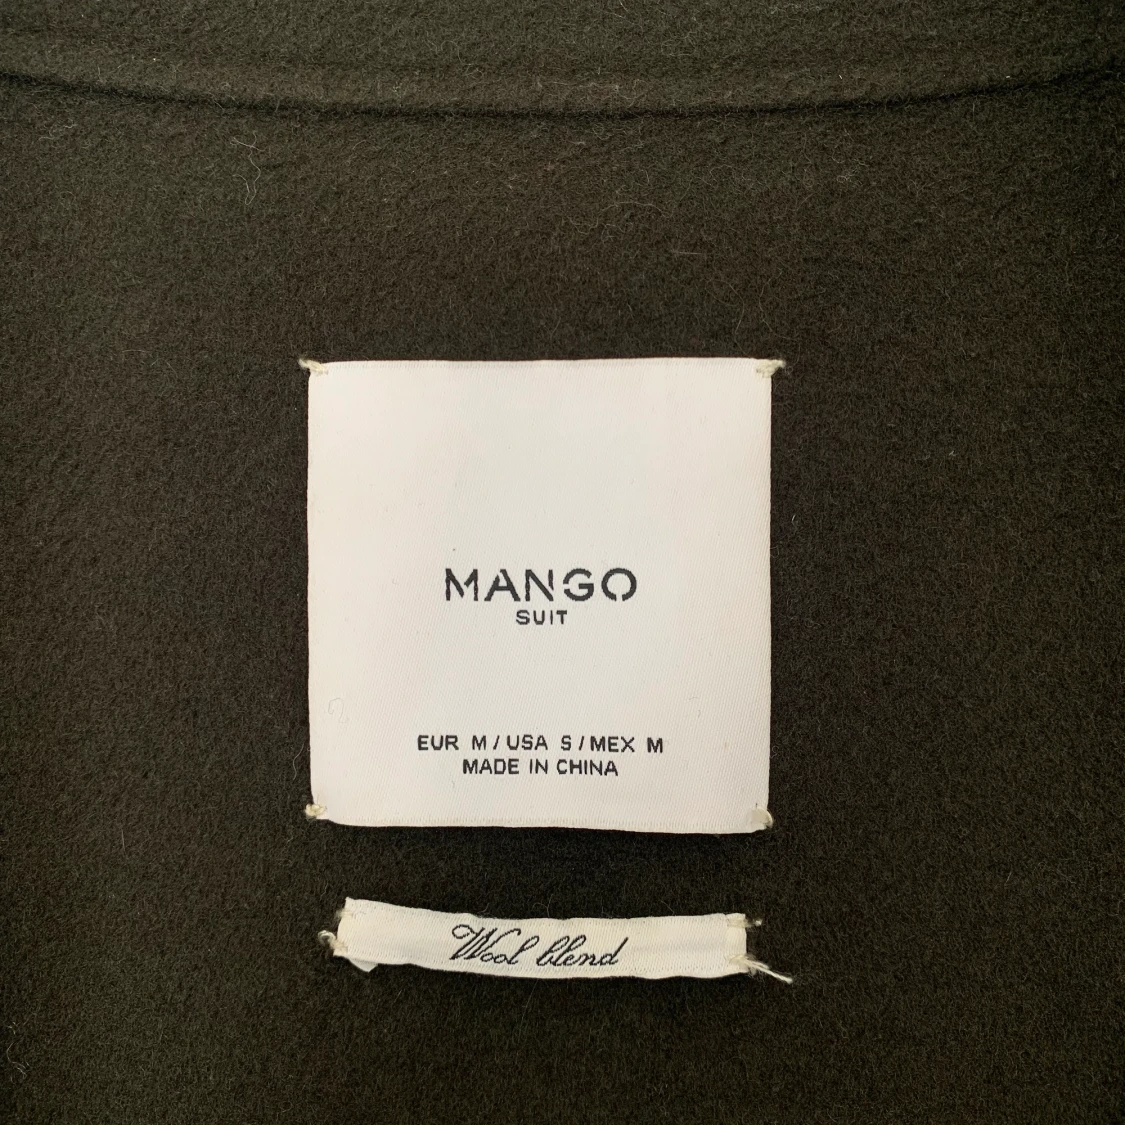 MANGO
SUIT
EUR M / USA S / MEX M
MADE IN CHINA
Wool blend